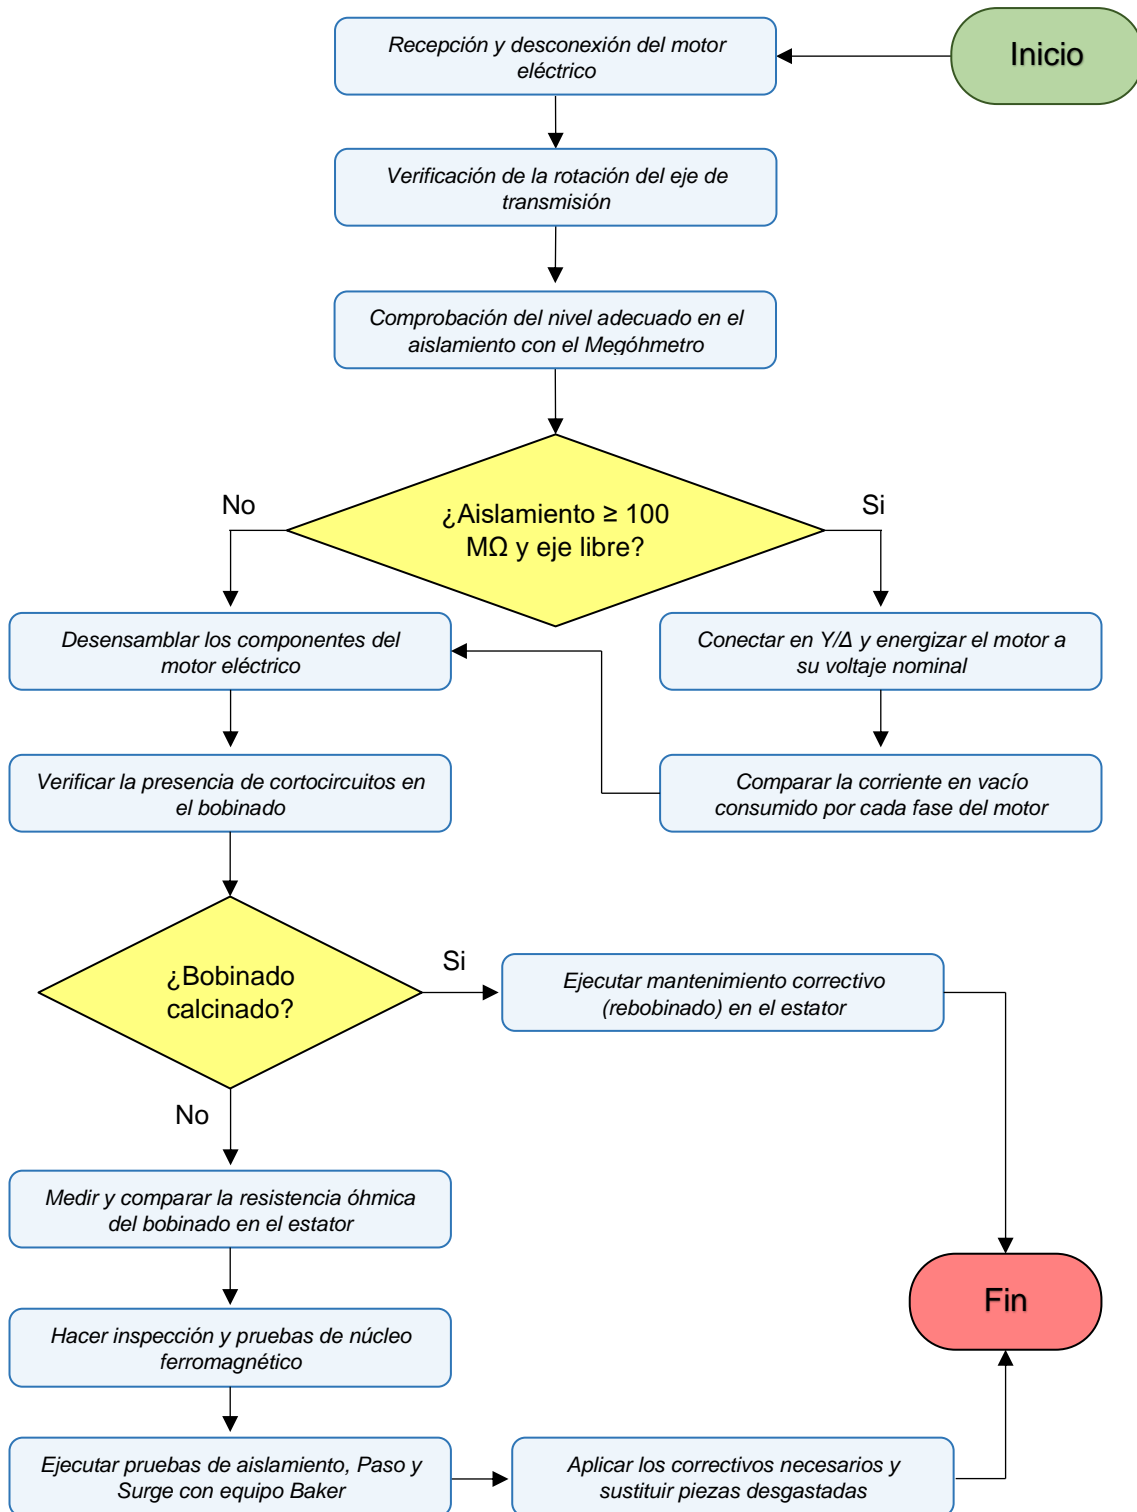 Inicio
Recepción y desconexión del motor
eléctrico
Verificación de la rotación del eje de
transmisión
Comprobación del nivel adecuado en el
aislamiento con el Megóhmetro
¿Aislamiento ≥ 100
MΩ y eje libre?
No
Si
Desensamblar los componentes del
motor eléctrico
Conectar en Y/Δ y energizar el motor a
su voltaje nominal
Verificar la presencia de cortocircuitos en
el bobinado
Comparar la corriente en vacío
consumido por cada fase del motor
¿Bobinado
calcinado?
Si
Ejecutar mantenimiento correctivo
(rebobinado) en el estator
No
Medir y comparar la resistencia óhmica
del bobinado en el estator
Hacer inspección y pruebas de núcleo
ferromagnético
Fin
Ejecutar pruebas de aislamiento, Paso y
Surge con equipo Baker
Aplicar los correctivos necesarios y
sustituir piezas desgastadas